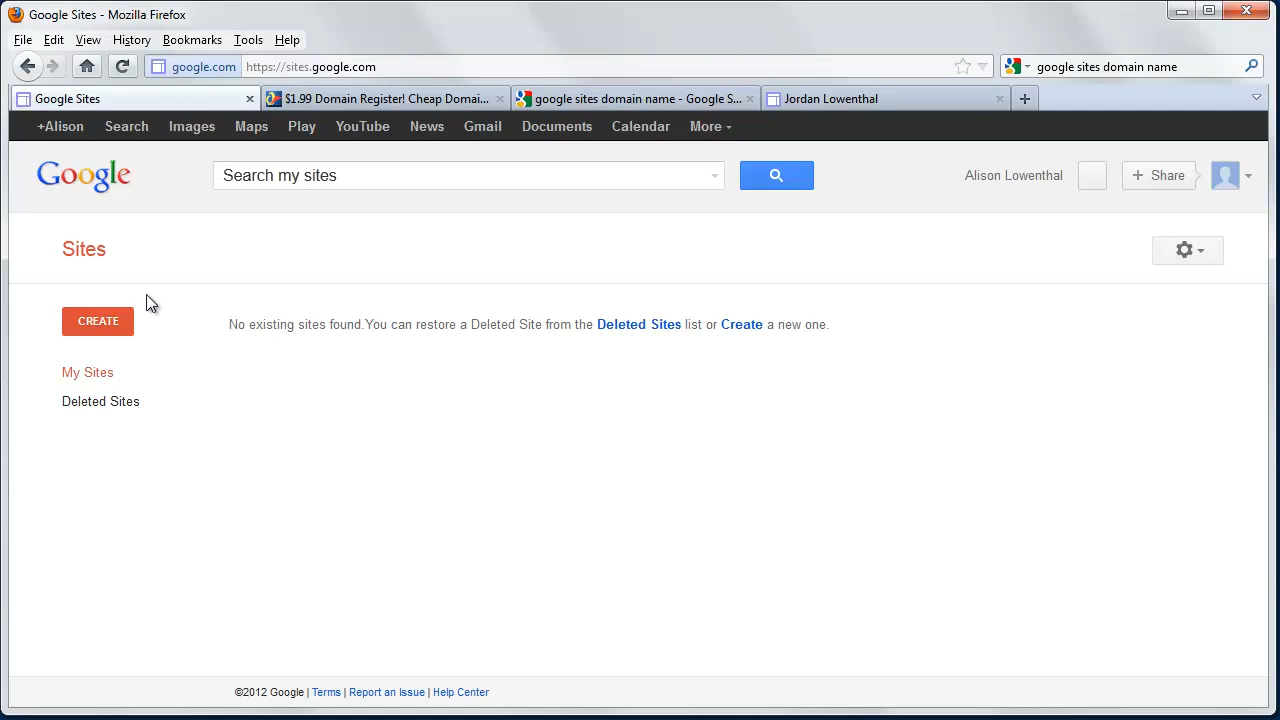 Google Sites - Mozilla Firefox
File Edit View History Bookmarks Tools Help
google.com https://sites.google.com google sites domain name
Google Sites $1.99 Domain Register! Cheap Domai... google sites domain name - Google S... Jordan Lowenthal
+Alison Search Images Maps Play YouTube News Gmail Documents Calendar More
Google Search my sites Alison Lowenthal + Share
Sites
CREATE No existing sites found.You can restore a Deleted Site from the Deleted Sites list or Create a new one.
My Sites
Deleted Sites
©2012 Google | Terms | Report an Issue | Help Center